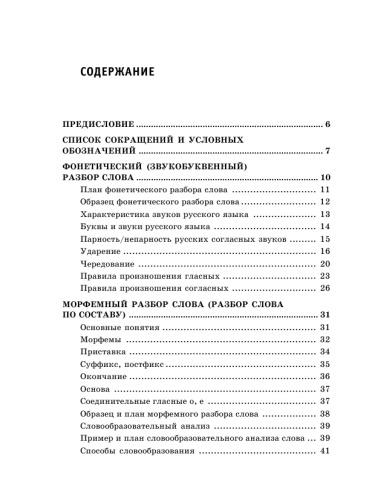 СОДЕРЖАНИЕ
ПРЕДИСЛОВИЕ ................................................................ 6
СПИСОК СОКРАЩЕНИЙ И УСЛОВНЫХ
ОБОЗНАЧЕНИЙ ................................................................ 7
ФОНЕТИЧЕСКИЙ (ЗВУКОБУКВЕННЫЙ)
РАЗБОР СЛОВА ................................................................ 10
План фонетического разбора слова ..................... 11
Образец фонетического разбора слова ................... 12
Характеристика звуков русского языка ................ 13
Буквы и звуки русского языка ......................... 14
Парность/непарность русских согласных звуков ....... 15
Ударение ................................................ 16
Чередование ............................................. 20
Правила произношения гласных ........................ 23
Правила произношения согласных ...................... 26
МОРФЕМНЫЙ РАЗБОР СЛОВА (РАЗБОР СЛОВА
ПО СОСТАВУ) ................................................................ 31
Основные понятия ....................................... 31
Морфемы ................................................ 32
Приставка ............................................... 34
Суффикс, постфикс ...................................... 35
Окончание ............................................... 36
Основа .................................................. 37
Соединительные гласные о, е ........................... 37
Образец и план морфемного разбора слова ............. 38
Словообразовательный анализ .......................... 39
Пример и план словообразовательного анализа слова ... 39
Способы словообразования ............................. 41